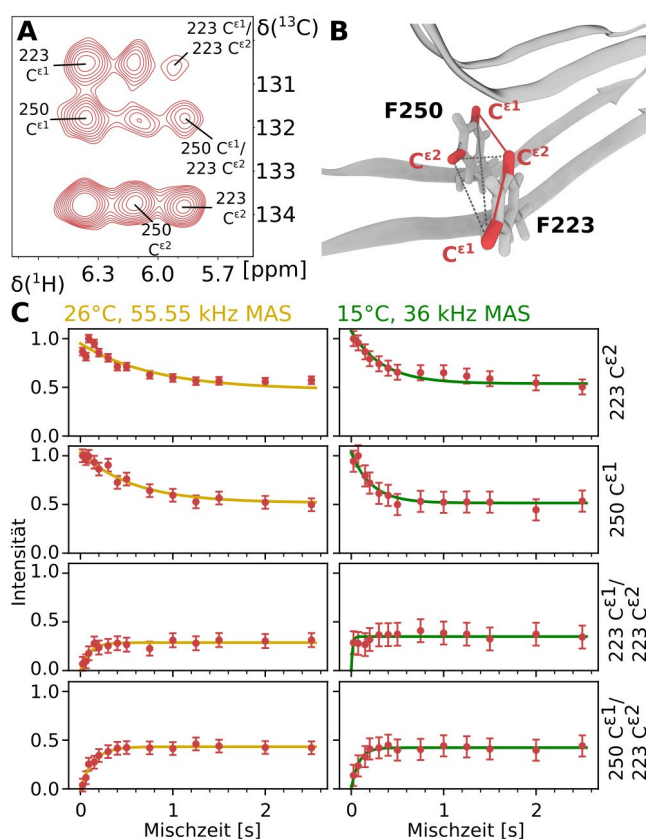 A
223
Cε1
223 Cε1/
223 Cε2
δ(13C)
131
250
Cε1
132
250 Cε1/
223 Cε2
133
223
Cε2
250
Cε2
134
6.3
6.0
5.7
[ppm]
δ(1H)
B
F250
Cε1
Cε2
Cε2
F223
Cε1
C
26°C, 55.55 kHz MAS
15°C, 36 kHz MAS
1.0
0.5
0.0
223 Cε2
1.0
0.5
0.0
250 Cε1
1.0
0.5
0.0
223 Cε1/
223 Cε2
1.0
0.5
0.0
250 Cε1/
223 Cε2
Intensität
0
1
2
0
1
2
Mischzeit [s]
Mischzeit [s]